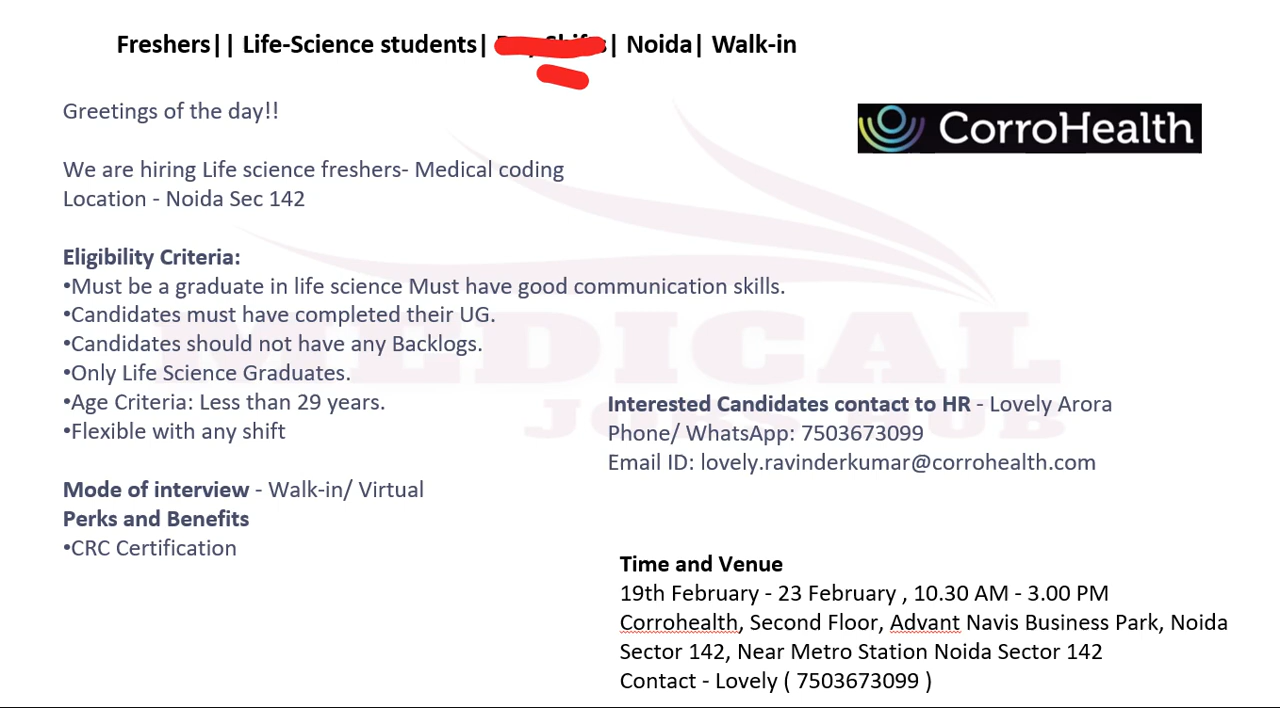 Freshers|| Life-Science students| | Noida| Walk-in
CorroHealth
Greetings of the day!!
We are hiring Life science freshers- Medical coding
Location - Noida Sec 142
Eligibility Criteria:
•Must be a graduate in life science Must have good communication skills.
•Candidates must have completed their UG.
•Candidates should not have any Backlogs.
•Only Life Science Graduates.
•Age Criteria: Less than 29 years.
•Flexible with any shift
Mode of interview - Walk-in/ Virtual
Perks and Benefits
•CRC Certification
MEDICAL
JOBS HUB
Interested Candidates contact to HR - Lovely Arora
Phone/ WhatsApp: 7503673099
Email ID: lovely.ravinderkumar@corrohealth.com
Time and Venue
19th February - 23 February , 10.30 AM - 3.00 PM
Corrohealth, Second Floor, Advant Navis Business Park, Noida
Sector 142, Near Metro Station Noida Sector 142
Contact - Lovely ( 7503673099 )